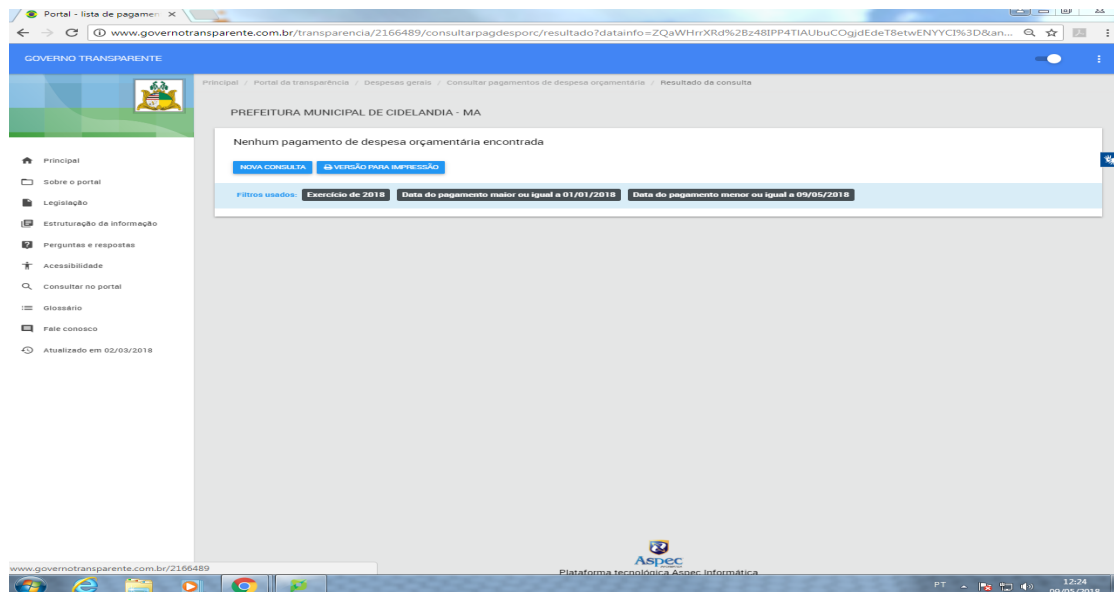 Portal - lista de pagamen
www.governotransparente.com.br/transparencia/2166489/consultarpagdesporc/resultado?datainfo=ZQaWHrrXRd%2Bz48IPP4TIAUbuCOgjdEdeT8etwENYYCI%3D&an...
GOVERNO TRANSPARENTE
Principal / Portal da transparência / Despesas gerais / Consultar pagamentos de despesa orçamentária / Resultado da consulta
PREFEITURA MUNICIPAL DE CIDELANDIA - MA
Nenhum pagamento de despesa orçamentária encontrada
NOVA CONSULTA VERSÃO PARA IMPRESSÃO
Filtros usados: Exercício de 2018 Data do pagamento maior ou igual a 01/01/2018 Data do pagamento menor ou igual a 09/05/2018
Principal
Sobre o portal
Legislação
Estruturação da informação
Perguntas e respostas
Acessibilidade
Consultar no portal
Glossário
Fale conosco
Atualizado em 02/03/2018
Aspec
Plataforma tecnológica Aspec Informática
www.governotransparente.com.br/2166489
PT 12:24
09/05/2018